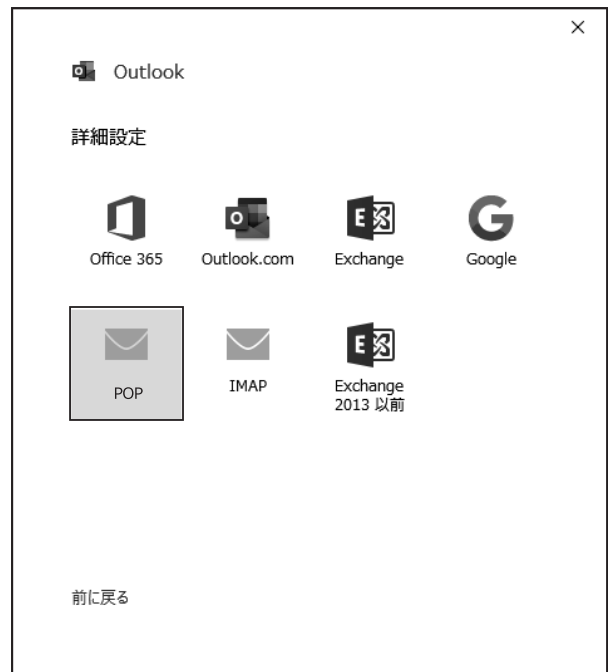 Outlook
詳細設定
Office 365
Outlook.com
Exchange
Google
POP
IMAP
Exchange
2013 以前
前に戻る